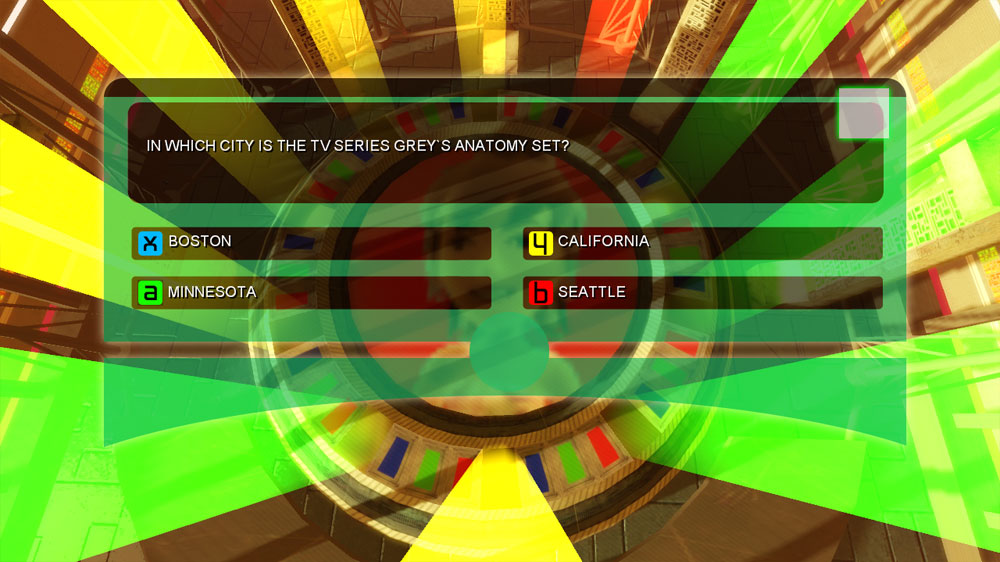 IN WHICH CITY IS THE TV SERIES GREY`S ANATOMY SET?
x BOSTON
y CALIFORNIA
a MINNESOTA
b SEATTLE